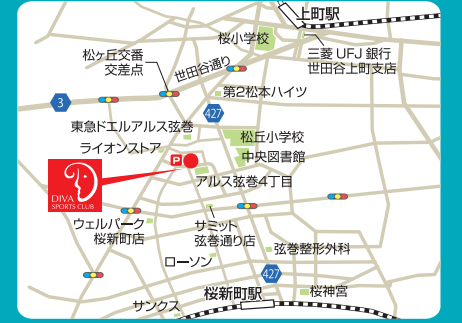 上町駅
桜小学校
松ヶ丘交番
交差点
世田谷通り
三菱UFJ銀行
世田谷上町支店
第2松本ハイツ
3
427
東急ドエルアルス弦巻
ライオンストア
松丘小学校
中央図書館
P
アルス弦巻4丁目
DIVA
SPORTS CLUB
ウェルパーク
桜新町店
サミット
弦巻通り店
弦巻整形外科
ローソン
427
桜新町駅
桜神宮
サンクス